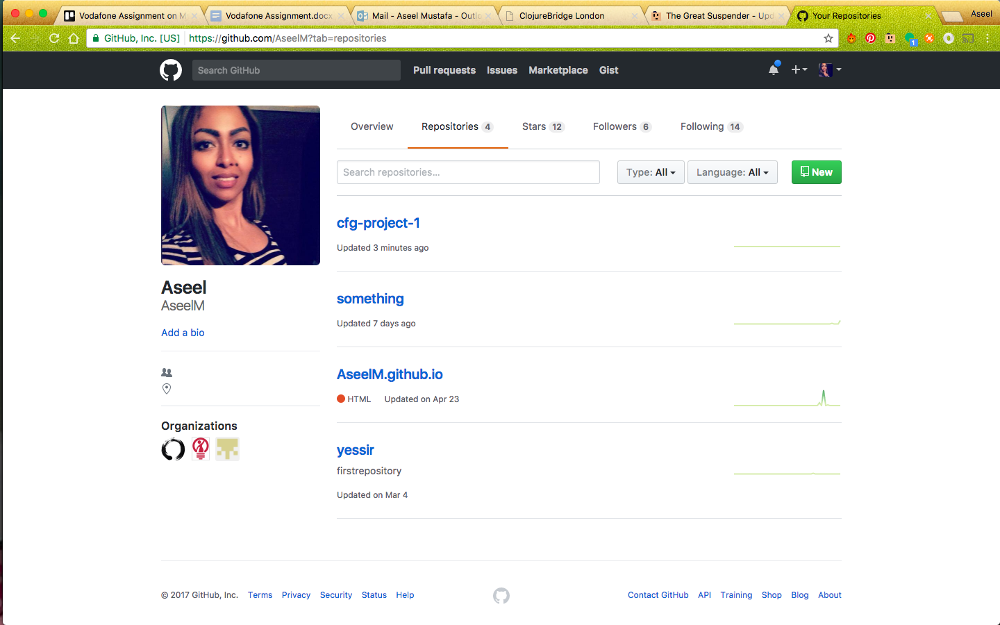 Vodafone Assignment on M
Vodafone Assignment.docx
Mail - Aseel Mustafa - Outlo
ClojureBridge London
The Great Suspender - Upd
Your Repositories
Aseel
GitHub, Inc. [US]
https://github.com/AseelM?tab=repositories
1
Search GitHub
Pull requests
Issues
Marketplace
Gist
Overview
Repositories 4
Stars 12
Followers 6
Following 14
Search repositories...
Type: All
Language: All
New
cfg-project-1
Updated 3 minutes ago
Aseel
AseelM
Add a bio
something
Updated 7 days ago
AseelM.github.io
HTML
Updated on Apr 23
Organizations
yessir
firstrepository
Updated on Mar 4
© 2017 GitHub, Inc.
Terms
Privacy
Security
Status
Help
Contact GitHub
API
Training
Shop
Blog
About